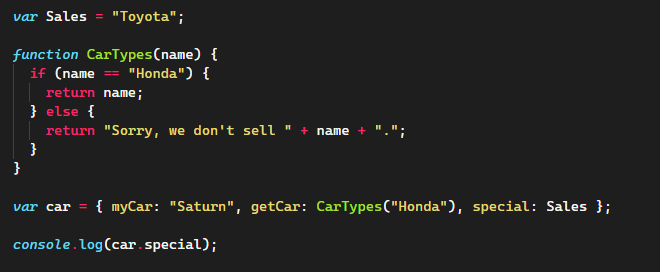 var Sales = "Toyota";
function CarTypes(name) {
if (name == "Honda") {
return name;
} else {
return "Sorry, we don't sell " + name + ".";
}
}
var car = { myCar: "Saturn", getCar: CarTypes("Honda"), special: Sales };
console.log(car.special);